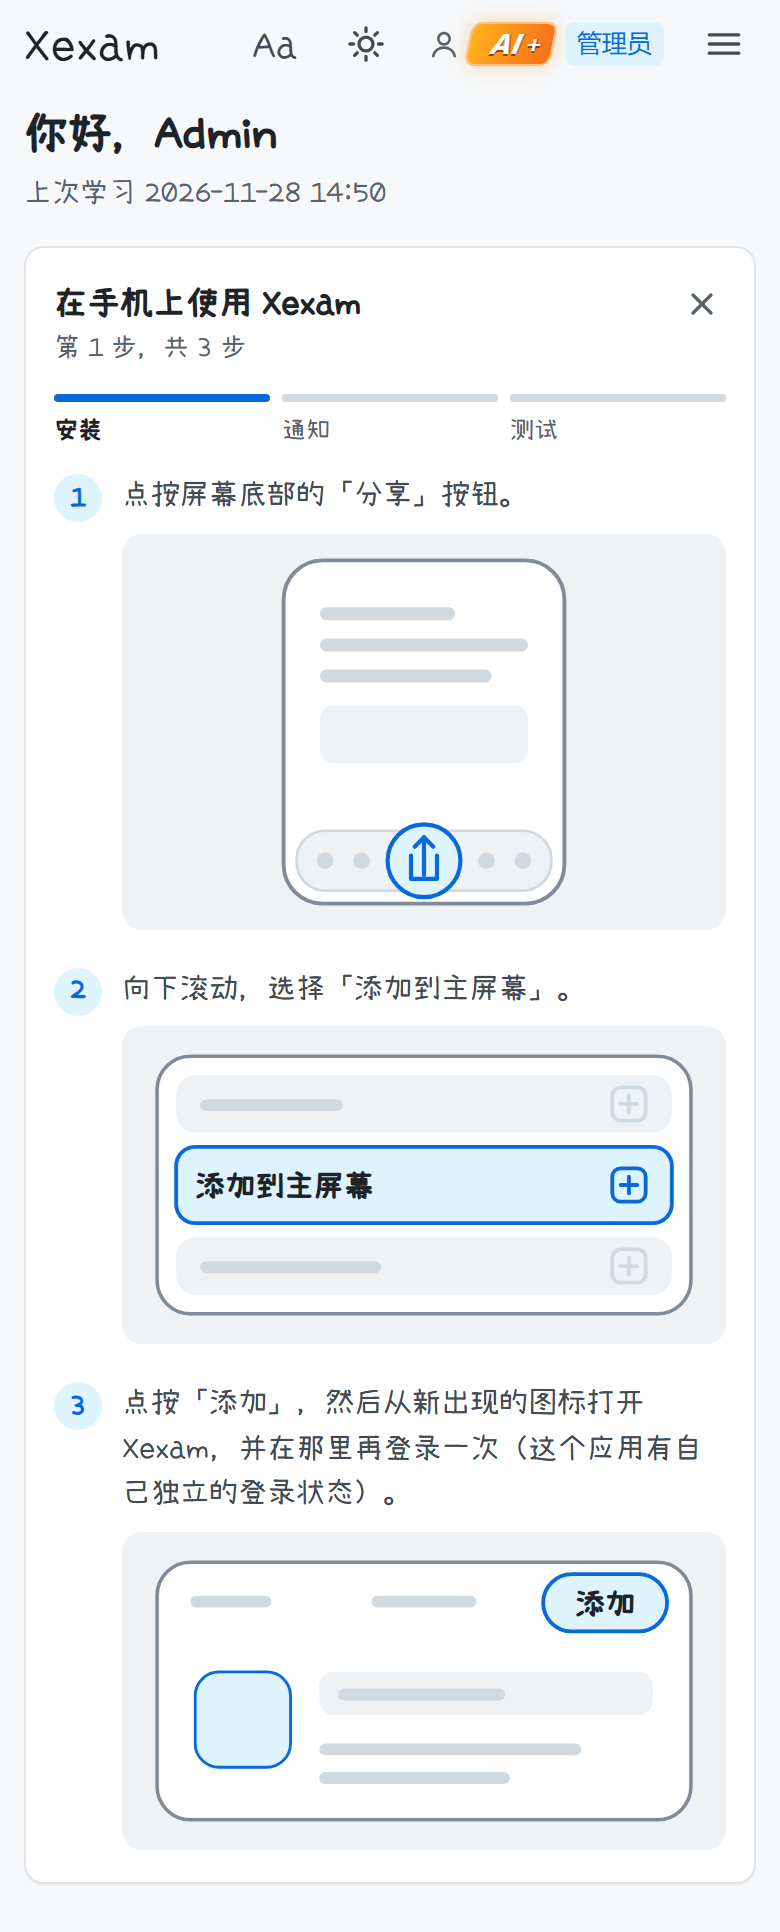 Xexam Aa AI+ 管理员
你好，Admin
上次学习 2026-11-28 14:50
在手机上使用 Xexam
第 1 步，共 3 步
安装 通知 测试
1 点按屏幕底部的「分享」按钮。
2 向下滚动，选择「添加到主屏幕」。
添加到主屏幕
3 点按「添加」，然后从新出现的图标打开
Xexam，并在那里再登录一次（这个应用有自
己独立的登录状态）。
添加